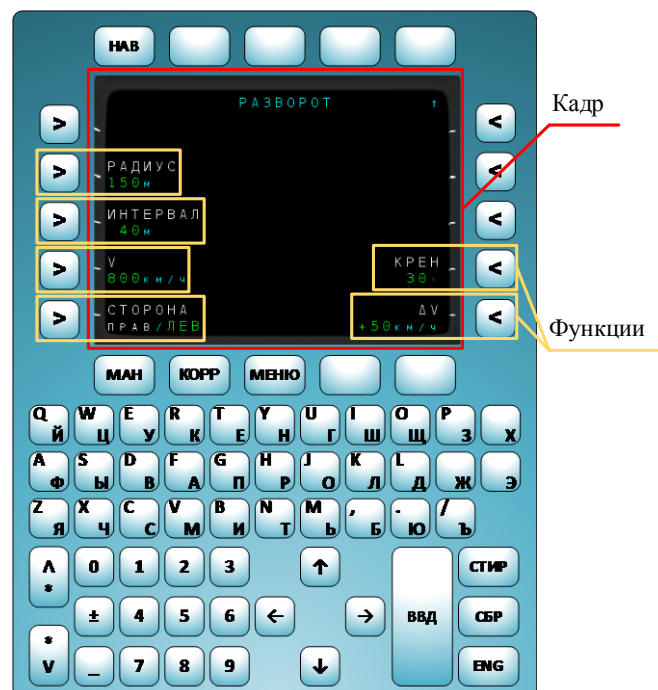 НАВ
РАЗВОРОТ ↑
Кадр
> <
> РАДИУС <
150м
> ИНТЕРВАЛ <
40м
> V КРЕН <
800км/ч 30°
> СТОРОНА ΔV <
ПРАВ/ЛЕВ +50км/ч
Функции
МАН КОРР МЕНЮ
Q Й W Ц E У R К T Е Y Н U Г I Ш O Щ P З Х
A Ф S Ы D В F А G П H Р J О K Л L Д Ж Э
Z Я X Ч C С V М B И N Т M Ь , Б . Ю / Ъ
Λ * 0 1 2 3 ↑ СТИР
± 4 5 6 ← → ВВД СБР
* V _ 7 8 9 ↓ ENG